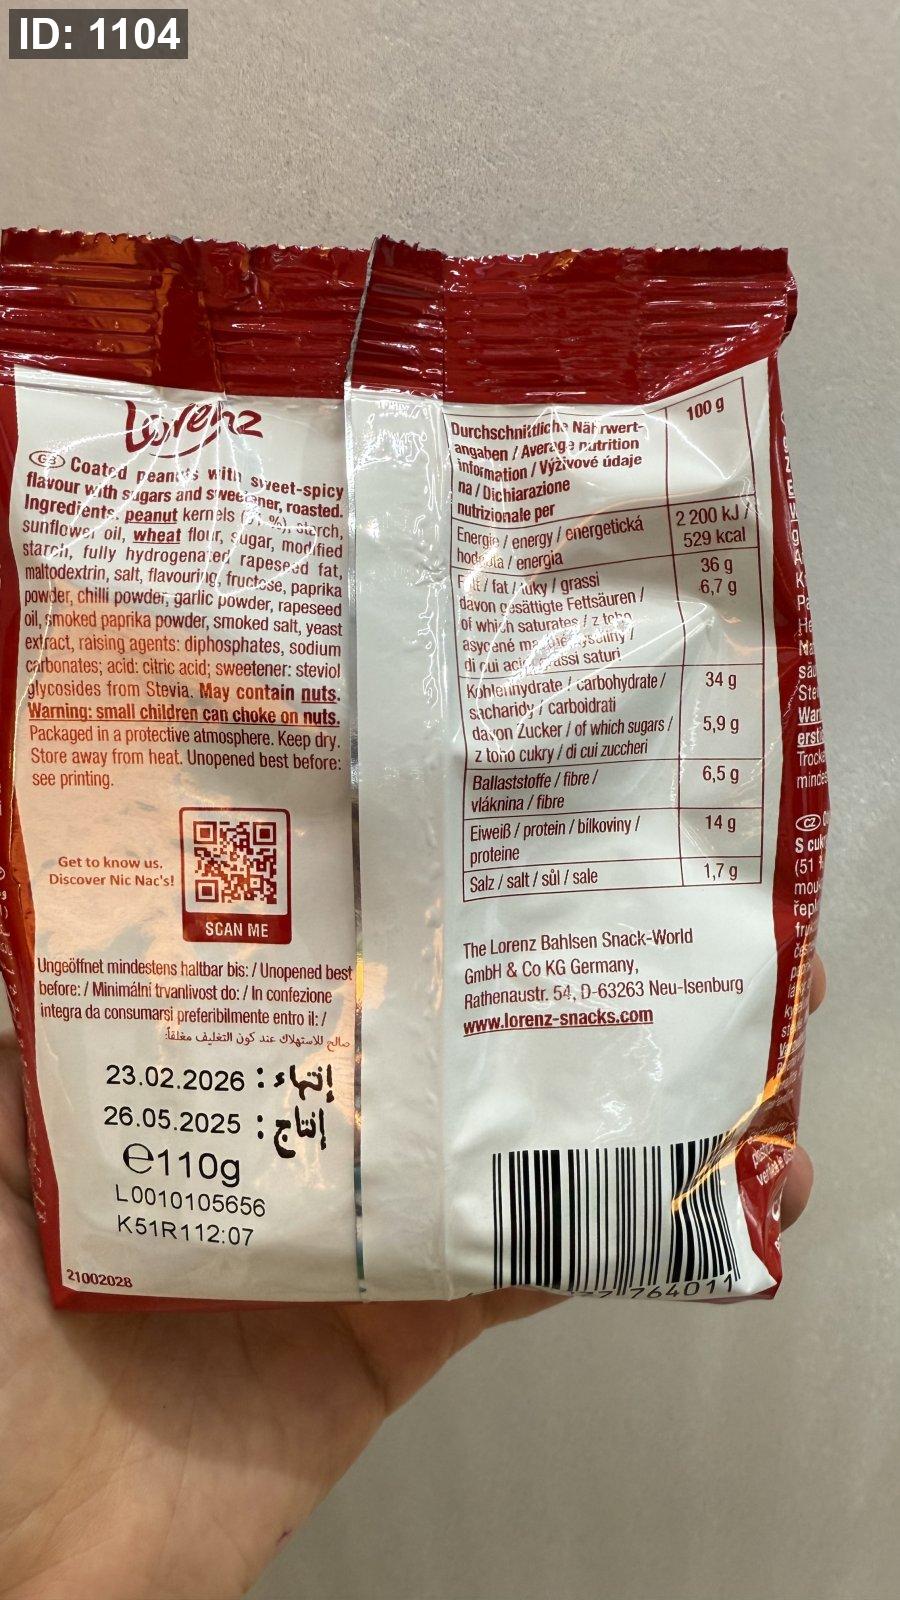 ID: 1104
Lorenz
GB Coated peanuts with sweet-spicy
flavour with sugars and sweetener, roasted.
Ingredients: peanut kernels (51 %), starch,
sunflower oil, wheat flour, sugar, modified
starch, fully hydrogenated rapeseed fat,
maltodextrin, salt, flavouring, fructose, paprika
powder, chilli powder, garlic powder, rapeseed
oil, smoked paprika powder, smoked salt, yeast
extract, raising agents: diphosphates, sodium
carbonates; acid: citric acid; sweetener: steviol
glycosides from Stevia. May contain nuts.
Warning: small children can choke on nuts.
Packaged in a protective atmosphere. Keep dry.
Store away from heat. Unopened best before:
see printing.
Get to know us.
Discover Nic Nac's!
SCAN ME
Ungeöffnet mindestens haltbar bis: / Unopened best
before: / Minimální trvanlivost do: / In confezione
integra da consumarsi preferibilmente entro il: /
صالح للاستهلاك عند كون التغليف مغلقاً:
إنتهاء : 23.02.2026
إنتاج : 26.05.2025
e110g
L0010105656
K51R112:07
21002028
Durchschnittliche Nährwert-
angaben / Average nutrition
information / Výživové údaje
na / Dichiarazione
nutrizionale per
100 g
Energie / energy / energetická
hodnota / energia
2 200 kJ /
529 kcal
Fett / fat / tuky / grassi
36 g
davon gesättigte Fettsäuren /
of which saturates / z toho
asycené mastné kyseliny /
di cui acidi grassi saturi
6,7 g
Kohlenhydrate / carbohydrate /
sacharidy / carboidrati
34 g
davon Zucker / of which sugars /
z toho cukry / di cui zuccheri
5,9 g
Ballaststoffe / fibre /
vláknina / fibre
6,5 g
Eiweiß / protein / bílkoviny /
proteine
14 g
Salz / salt / sůl / sale
1,7 g
The Lorenz Bahlsen Snack-World
GmbH & Co KG Germany,
Rathenaustr. 54, D-63263 Neu-Isenburg
www.lorenz-snacks.com
764011
CZ
(51